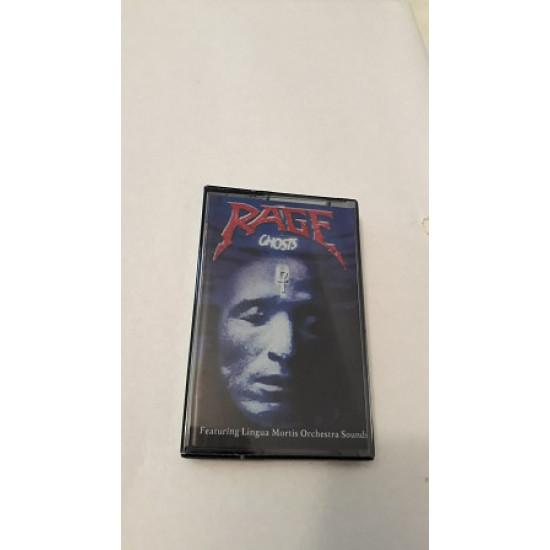 RAGE
GHOSTS
Featuring Lingua Mortis Orchestra Sounds